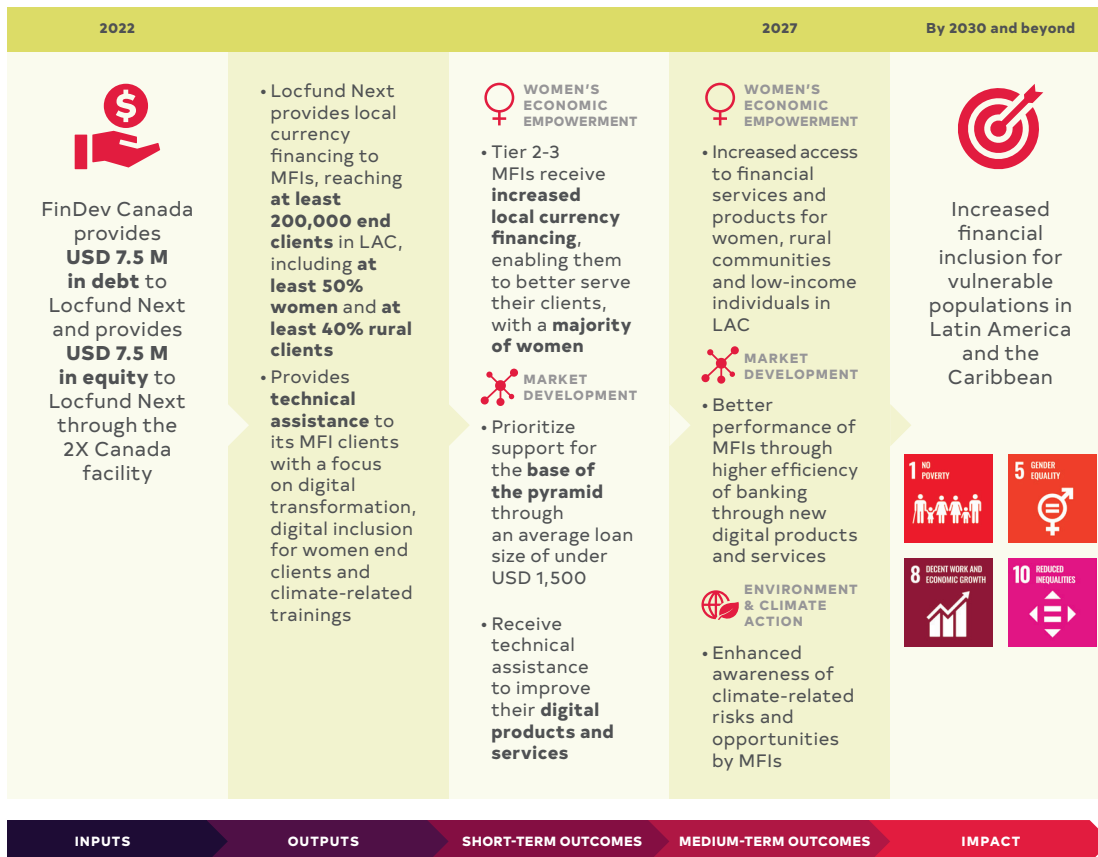 2022
2027
By 2030 and beyond
FinDev Canada
provides
USD 7.5 M
in debt to
Locfund Next
and provides
USD 7.5 M
in equity to
Locfund Next
through the
2X Canada
facility
• Locfund Next
provides local
currency
financing to
MFIs, reaching
at least
200,000 end
clients in LAC,
including at
least 50%
women and at
least 40% rural
clients
• Provides
technical
assistance to
its MFI clients
with a focus
on digital
transformation,
digital inclusion
for women end
clients and
climate-related
trainings
WOMEN'S
ECONOMIC
EMPOWERMENT
• Tier 2-3
MFIs receive
increased
local currency
financing,
enabling them
to better serve
their clients,
with a majority
of women
MARKET
DEVELOPMENT
• Prioritize
support for
the base of
the pyramid
through
an average loan
size of under
USD 1,500
• Receive
technical
assistance
to improve
their digital
products and
services
WOMEN'S
ECONOMIC
EMPOWERMENT
• Increased access
to financial
services and
products for
women, rural
communities
and low-income
individuals in
LAC
MARKET
DEVELOPMENT
• Better
performance of
MFIs through
higher efficiency
of banking
through new
digital products
and services
ENVIRONMENT
& CLIMATE
ACTION
• Enhanced
awareness of
climate-related
risks and
opportunities
by MFIs
Increased
financial
inclusion for
vulnerable
populations in
Latin America
and the
Caribbean
1 NO
POVERTY
5 GENDER
EQUALITY
8 DECENT WORK AND
ECONOMIC GROWTH
10 REDUCED
INEQUALITIES
INPUTS
OUTPUTS
SHORT-TERM OUTCOMES
MEDIUM-TERM OUTCOMES
IMPACT